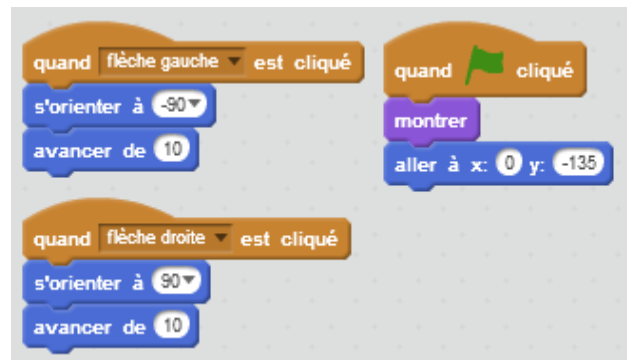 quand flèche gauche est cliqué
s'orienter à -90
avancer de 10
quand cliqué
montrer
aller à x: 0 y: -135
quand flèche droite est cliqué
s'orienter à 90
avancer de 10